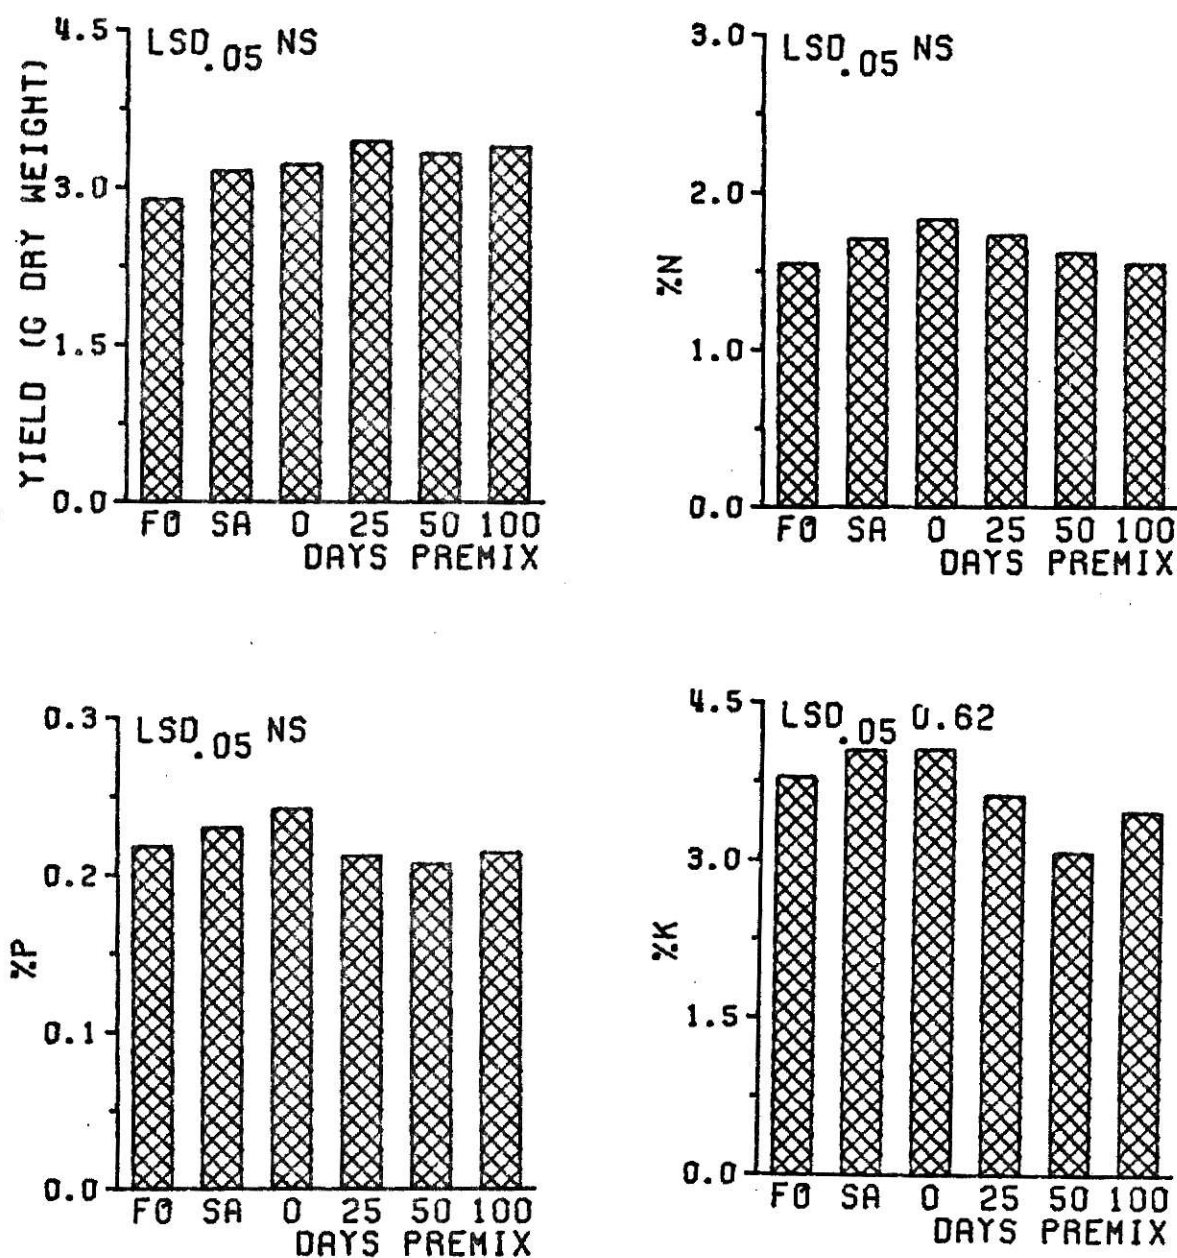 4.5
LSD.05 NS
3.0
1.5
0.0
YIELD (G DRY WEIGHT)
FO SA 0 25 50 100
DAYS PREMIX
3.0
LSD.05 NS
2.0
1.0
0.0
%N
FO SA 0 25 50 100
DAYS PREMIX
0.3
LSD.05 NS
0.2
0.1
0.0
%P
FO SA 0 25 50 100
DAYS PREMIX
4.5
LSD.05 0.62
3.0
1.5
0.0
%K
FO SA 0 25 50 100
DAYS PREMIX